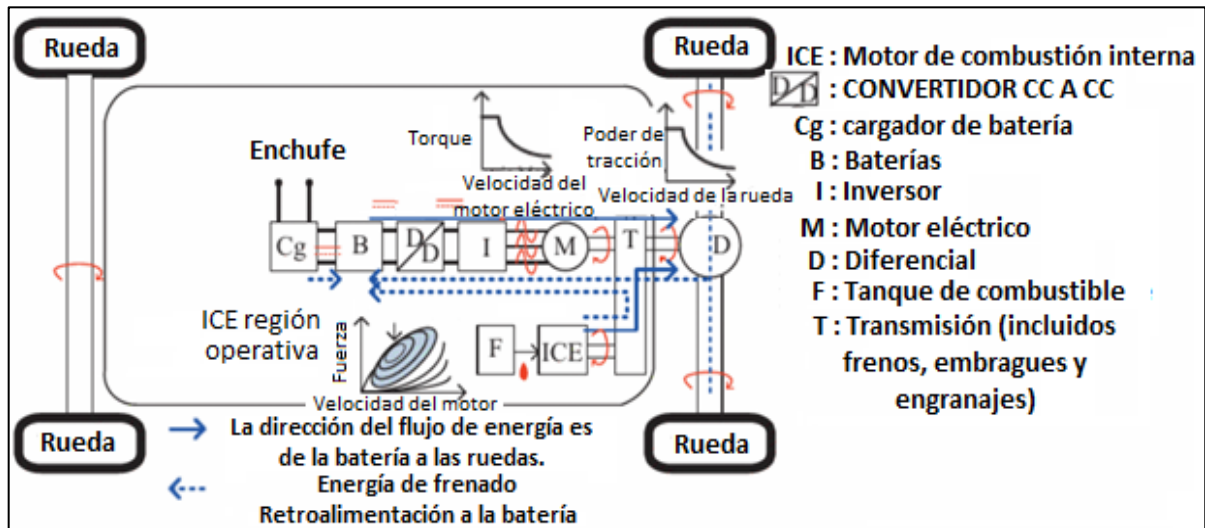 Rueda
Rueda
ICE : Motor de combustión interna
D D : CONVERTIDOR CC A CC
Cg : cargador de batería
B : Baterías
I : Inversor
M : Motor eléctrico
D : Diferencial
F : Tanque de combustible
T : Transmisión (incluidos
frenos, embragues y
engranajes)
Enchufe
Torque
Velocidad del
motor eléctrico
Poder de
tracción
Velocidad de la rueda
Cg
B
D D
I
M
T
D
ICE región
operativa
Fuerza
Velocidad del motor
F
ICE
Rueda
Rueda
La dirección del flujo de energía es
de la batería a las ruedas.
Energía de frenado
Retroalimentación a la batería